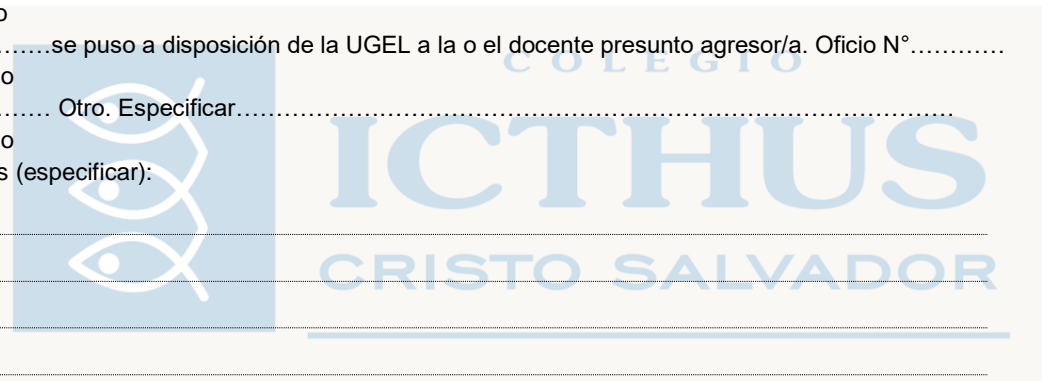 o
…….se puso a disposición de la UGEL a la o el docente presunto agresor/a. Oficio N°…………
COLEGIO
o
…… Otro. Especificar……………………………………………………………………………………
ICTHUS
o
s (especificar):
CRISTO SALVADOR